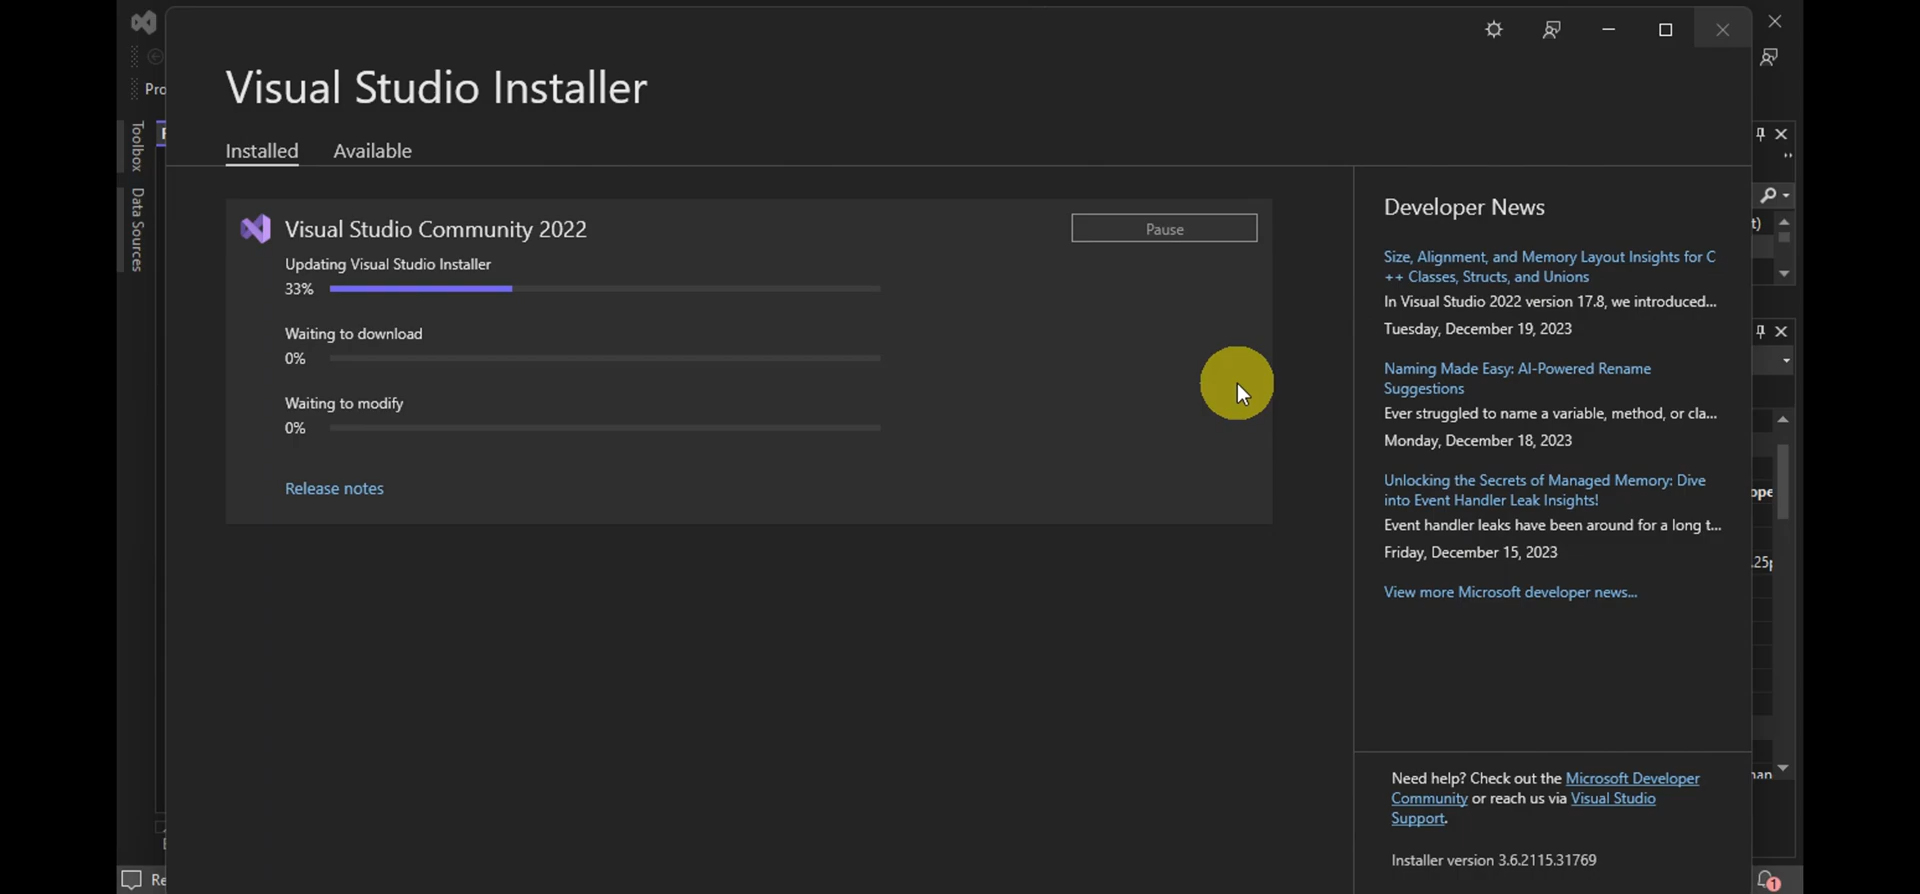 Visual Studio Installer
Pro
Toolbox
Data Sources
Installed
Available
Visual Studio Community 2022
Pause
Updating Visual Studio Installer
33%
Waiting to download
0%
Waiting to modify
0%
Release notes
Developer News
Size, Alignment, and Memory Layout Insights for C
++ Classes, Structs, and Unions
In Visual Studio 2022 version 17.8, we introduced...
Tuesday, December 19, 2023
Naming Made Easy: AI-Powered Rename
Suggestions
Ever struggled to name a variable, method, or cla...
Monday, December 18, 2023
Unlocking the Secrets of Managed Memory: Dive
into Event Handler Leak Insights!
Event handler leaks have been around for a long t...
Friday, December 15, 2023
View more Microsoft developer news...
Need help? Check out the Microsoft Developer
Community or reach us via Visual Studio
Support.
Installer version 3.6.2115.31769
Re
1